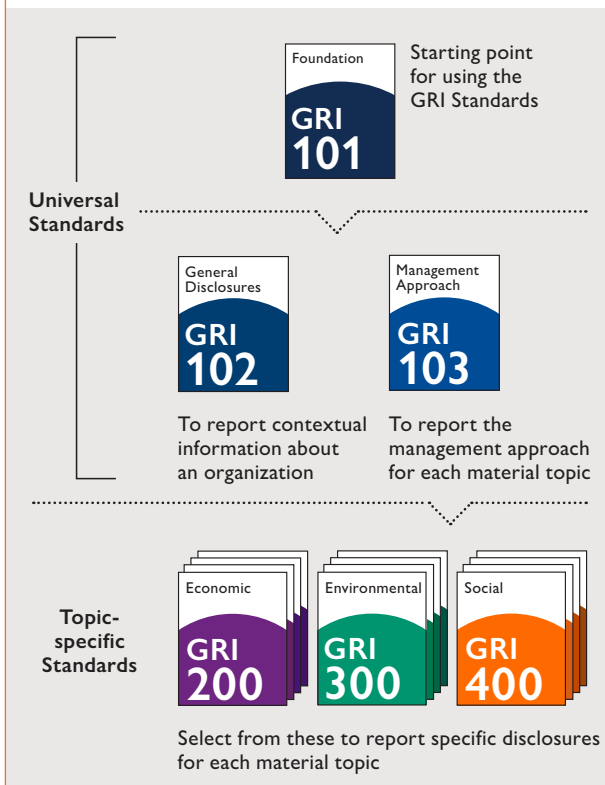 Foundation
GRI
101
Starting point
for using the
GRI Standards
Universal
Standards
General
Disclosures
GRI
102
Management
Approach
GRI
103
To report contextual
information about
an organization
To report the
management approach
for each material topic
Topic-
specific
Standards
Economic
GRI
200
Environmental
GRI
300
Social
GRI
400
Select from these to report specific disclosures
for each material topic